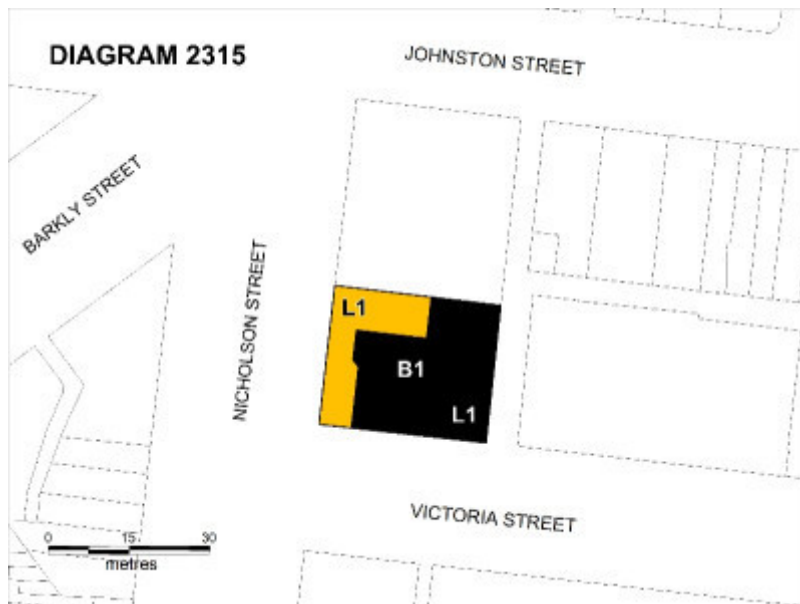 DIAGRAM 2315
JOHNSTON STREET
BARKLY STREET
NICHOLSON STREET
L1
B1
L1
VICTORIA STREET
0 15 30
metres